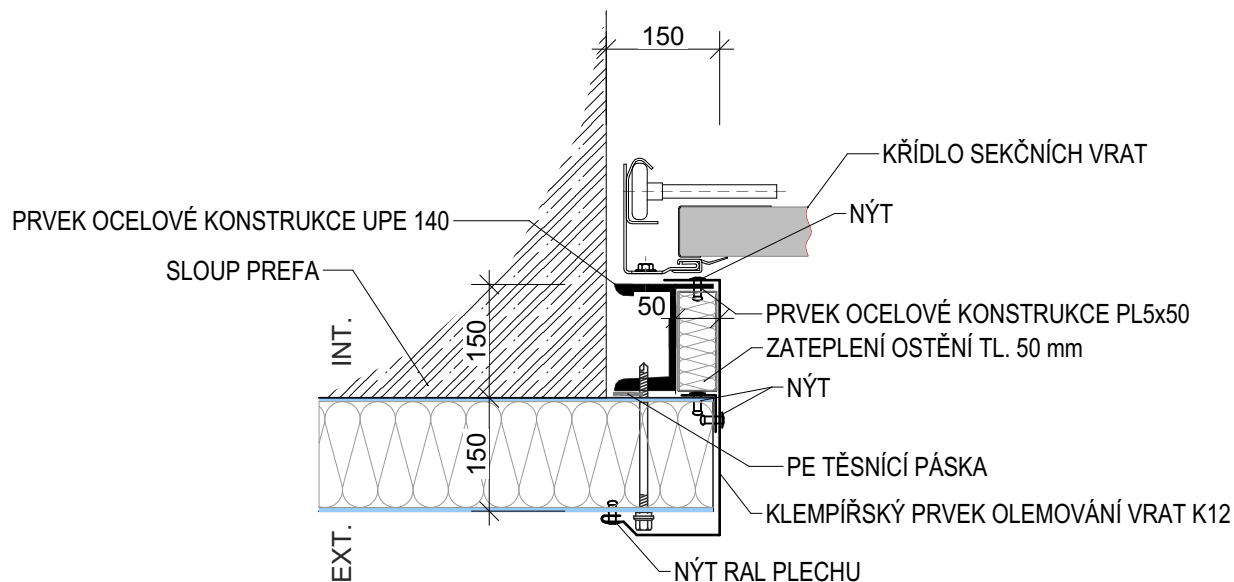 150
KŘÍDLO SEKČNÍCH VRAT
NÝT
PRVEK OCELOVÉ KONSTRUKCE UPE 140
SLOUP PREFA
50
PRVEK OCELOVÉ KONSTRUKCE PL5x50
INT.
150
ZATEPLENÍ OSTĚNÍ TL. 50 mm
NÝT
150
PE TĚSNÍCÍ PÁSKA
KLEMPÍŘSKÝ PRVEK OLEMOVÁNÍ VRAT K12
EXT.
NÝT RAL PLECHU